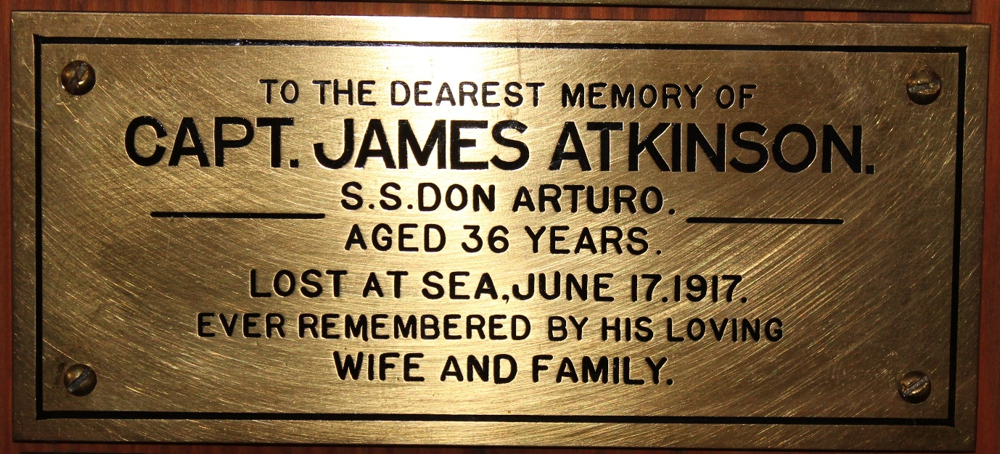 TO THE DEAREST MEMORY OF
CAPT. JAMES ATKINSON.
S.S.DON ARTURO.
AGED 36 YEARS.
LOST AT SEA,JUNE 17.1917.
EVER REMEMBERED BY HIS LOVING
WIFE AND FAMILY.